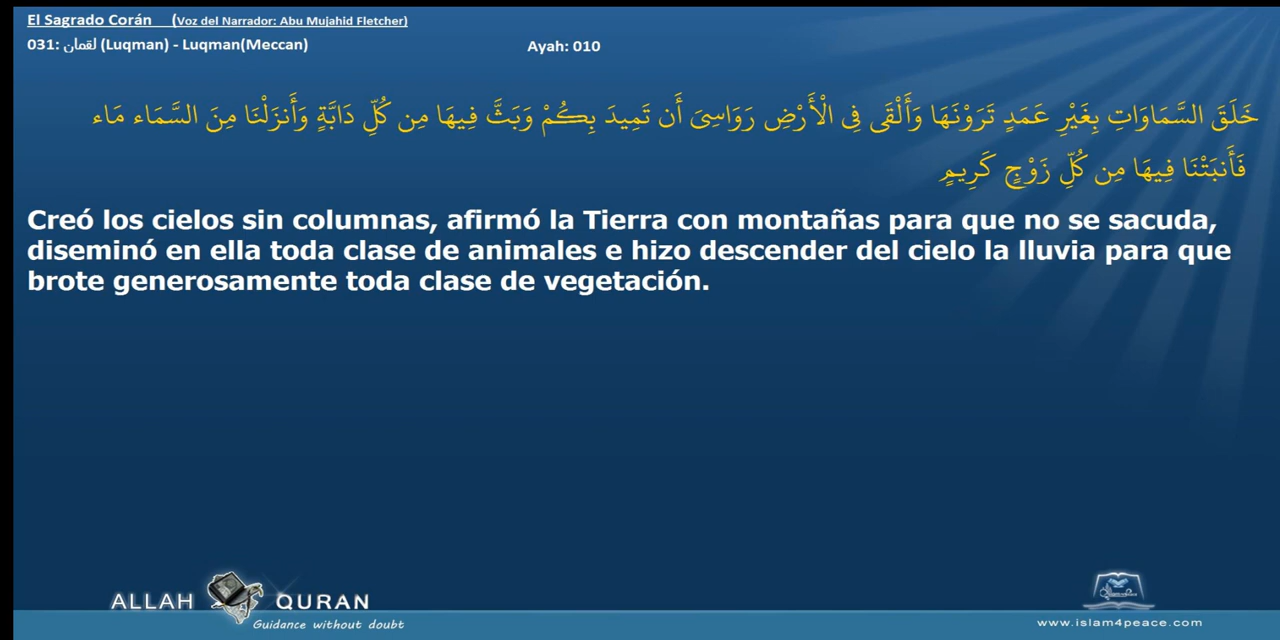 El Sagrado Corán (Voz del Narrador: Abu Mujahid Fletcher)
031: لقمان (Luqman) - Luqman(Meccan) Ayah: 010
خَلَقَ السَّمَاوَاتِ بِغَيْرِ عَمَدٍ تَرَوْنَهَا وَأَلْقَى فِي الْأَرْضِ رَوَاسِيَ أَن تَمِيدَ بِكُمْ وَبَثَّ فِيهَا مِن كُلِّ دَابَّةٍ وَأَنزَلْنَا مِنَ السَّمَاء مَاء
فَأَنبَتْنَا فِيهَا مِن كُلِّ زَوْجٍ كَرِيمٍ
Creó los cielos sin columnas, afirmó la Tierra con montañas para que no se sacuda,
diseminó en ella toda clase de animales e hizo descender del cielo la lluvia para que
brote generosamente toda clase de vegetación.
ALLAH QURAN
Guidance without doubt
www.islam4peace.com